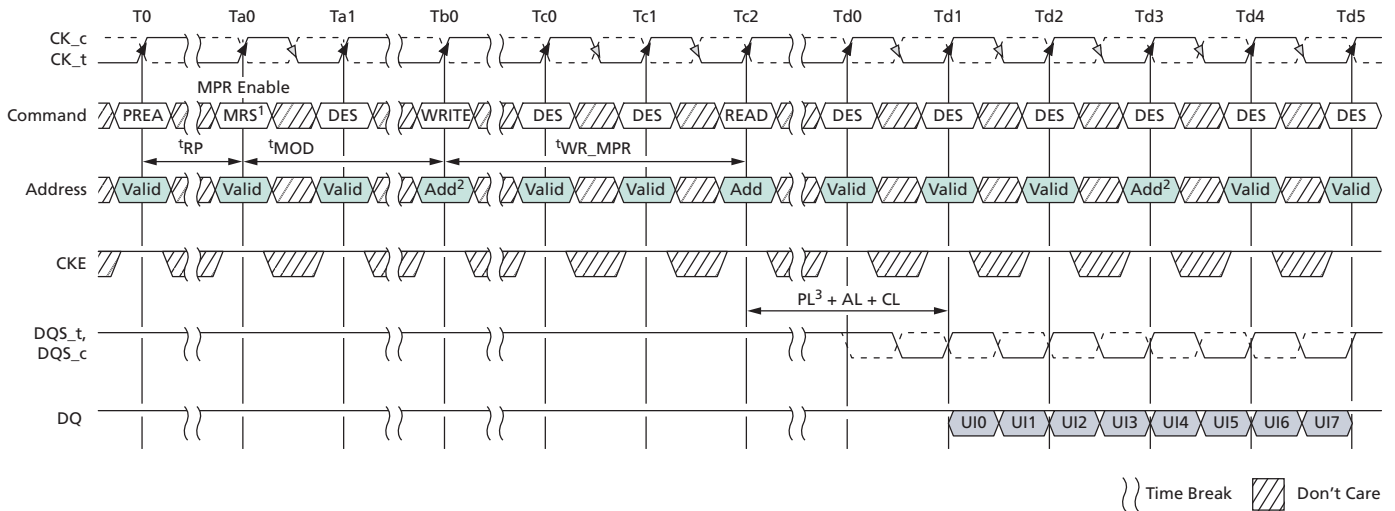 T0 Ta0 Ta1 Tb0 Tc0 Tc1 Tc2 Td0 Td1 Td2 Td3 Td4 Td5
CK_c
CK_t
MPR Enable
Command PREA MRS¹ DES WRITE DES DES READ DES DES DES DES DES DES
tRP tMOD tWR_MPR
Address Valid Valid Valid Add² Valid Valid Add Valid Valid Valid Add² Valid Valid
CKE
PL³ + AL + CL
DQS_t,
DQS_c
DQ UI0 UI1 UI2 UI3 UI4 UI5 UI6 UI7
Time Break Don't Care